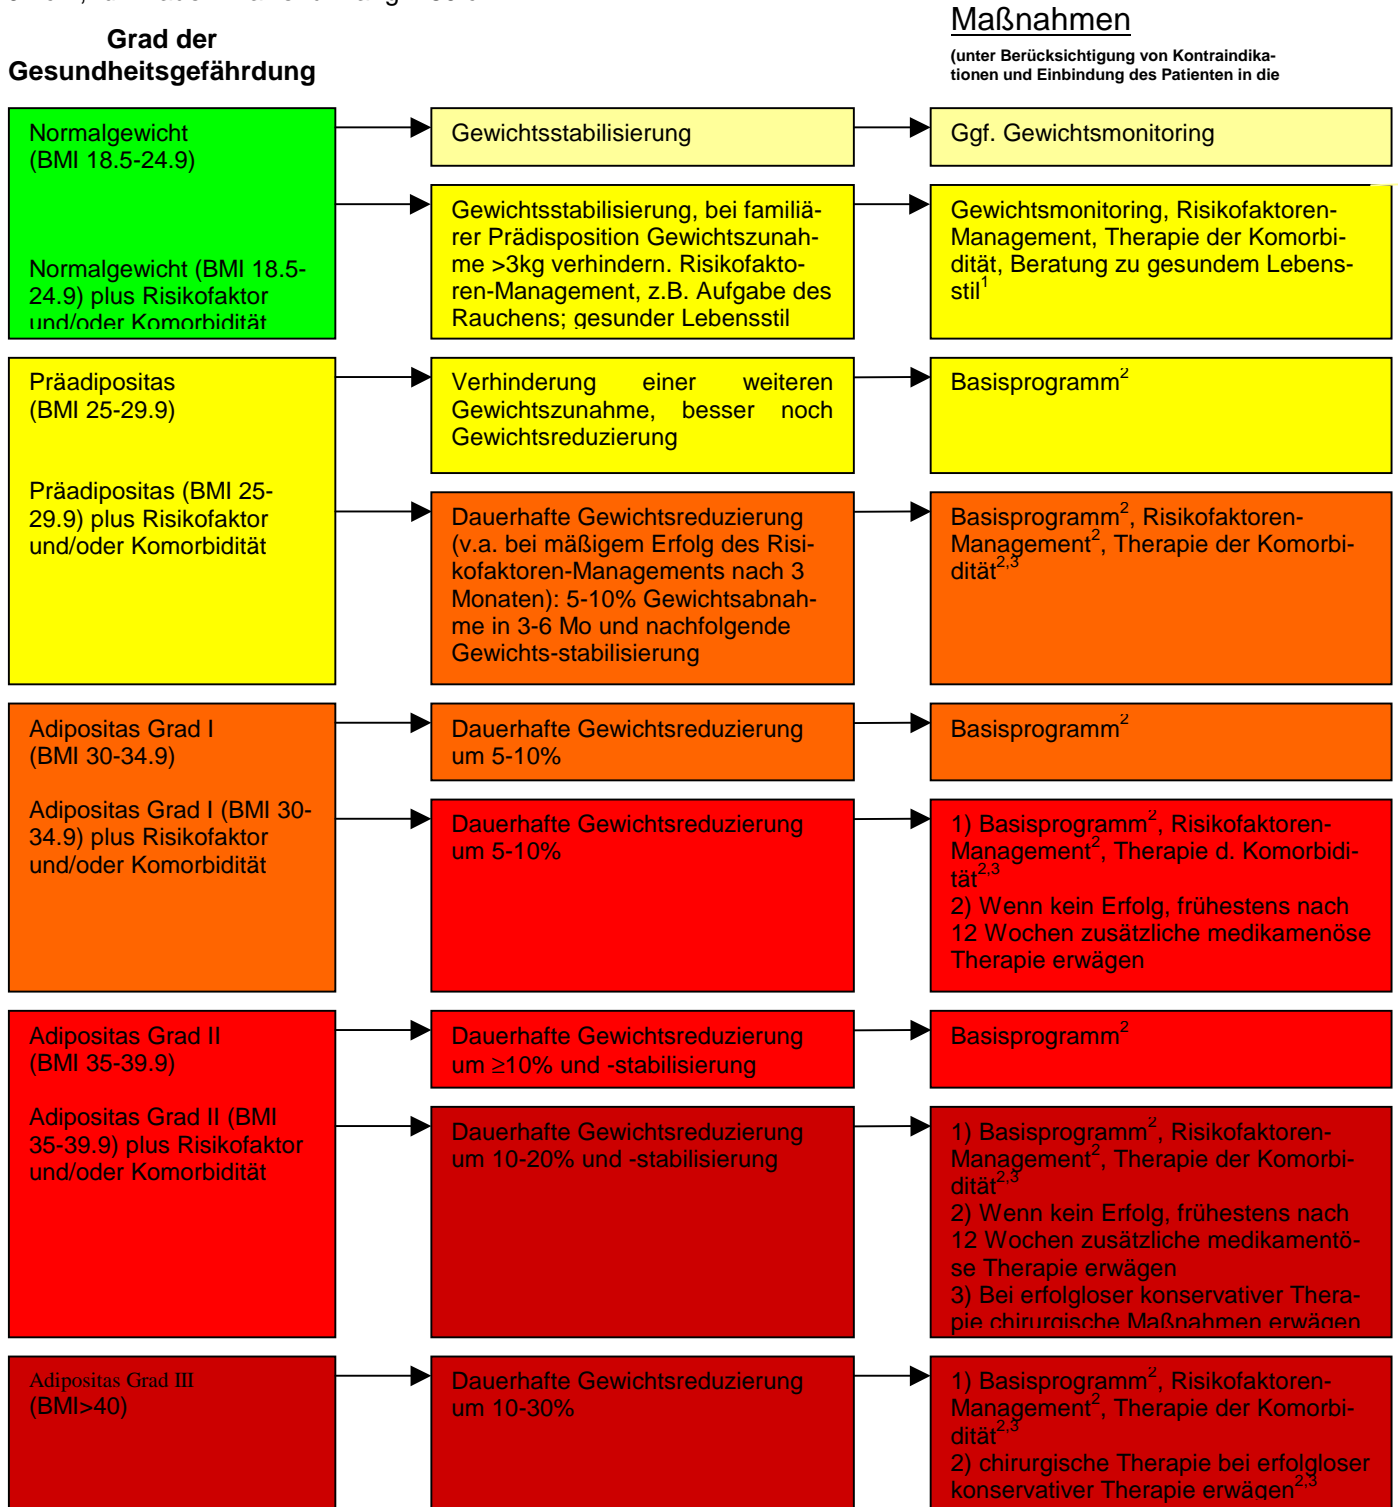 Grad der
Gesundheitsgefährdung
Maßnahmen
(unter Berücksichtigung von Kontraindika-
tionen und Einbindung des Patienten in die
Normalgewicht
(BMI 18.5-24.9)
Gewichtsstabilisierung
Ggf. Gewichtsmonitoring
Normalgewicht (BMI 18.5-
24.9) plus Risikofaktor
und/oder Komorbidität
Gewichtsstabilisierung, bei familiä-
rer Prädisposition Gewichtszunah-
me >3kg verhindern. Risikofakto-
ren-Management, z.B. Aufgabe des
Rauchens; gesunder Lebensstil
Gewichtsmonitoring, Risikofaktoren-
Management, Therapie der Komorbi-
dität, Beratung zu gesundem Lebens-
stil1
Präadipositas
(BMI 25-29.9)
Verhinderung einer weiteren
Gewichtszunahme, besser noch
Gewichtsreduzierung
Basisprogramm2
Präadipositas (BMI 25-
29.9) plus Risikofaktor
und/oder Komorbidität
Dauerhafte Gewichtsreduzierung
(v.a. bei mäßigem Erfolg des Risi-
kofaktoren-Managements nach 3
Monaten): 5-10% Gewichtsabnah-
me in 3-6 Mo und nachfolgende
Gewichts-stabilisierung
Basisprogramm2, Risikofaktoren-
Management2, Therapie der Komorbi-
dität2,3
Adipositas Grad I
(BMI 30-34.9)
Dauerhafte Gewichtsreduzierung
um 5-10%
Basisprogramm2
Adipositas Grad I (BMI 30-
34.9) plus Risikofaktor
und/oder Komorbidität
Dauerhafte Gewichtsreduzierung
um 5-10%
1) Basisprogramm2, Risikofaktoren-
Management2, Therapie d. Komorbidi-
tät2,3
2) Wenn kein Erfolg, frühestens nach
12 Wochen zusätzliche medikamenöse
Therapie erwägen
Adipositas Grad II
(BMI 35-39.9)
Dauerhafte Gewichtsreduzierung
um ≥10% und -stabilisierung
Basisprogramm2
Adipositas Grad II (BMI
35-39.9) plus Risikofaktor
und/oder Komorbidität
Dauerhafte Gewichtsreduzierung
um 10-20% und -stabilisierung
1) Basisprogramm2, Risikofaktoren-
Management2, Therapie der Komorbi-
dität2,3
2) Wenn kein Erfolg, frühestens nach
12 Wochen zusätzliche medikamentö-
se Therapie erwägen
3) Bei erfolgloser konservativer Thera-
pie chirurgische Maßnahmen erwägen
Adipositas Grad III
(BMI>40)
Dauerhafte Gewichtsreduzierung
um 10-30%
1) Basisprogramm2, Risikofaktoren-
Management2, Therapie der Komorbi-
dität2,3
2) chirurgische Therapie bei erfolgloser
konservativer Therapie erwägen2,3